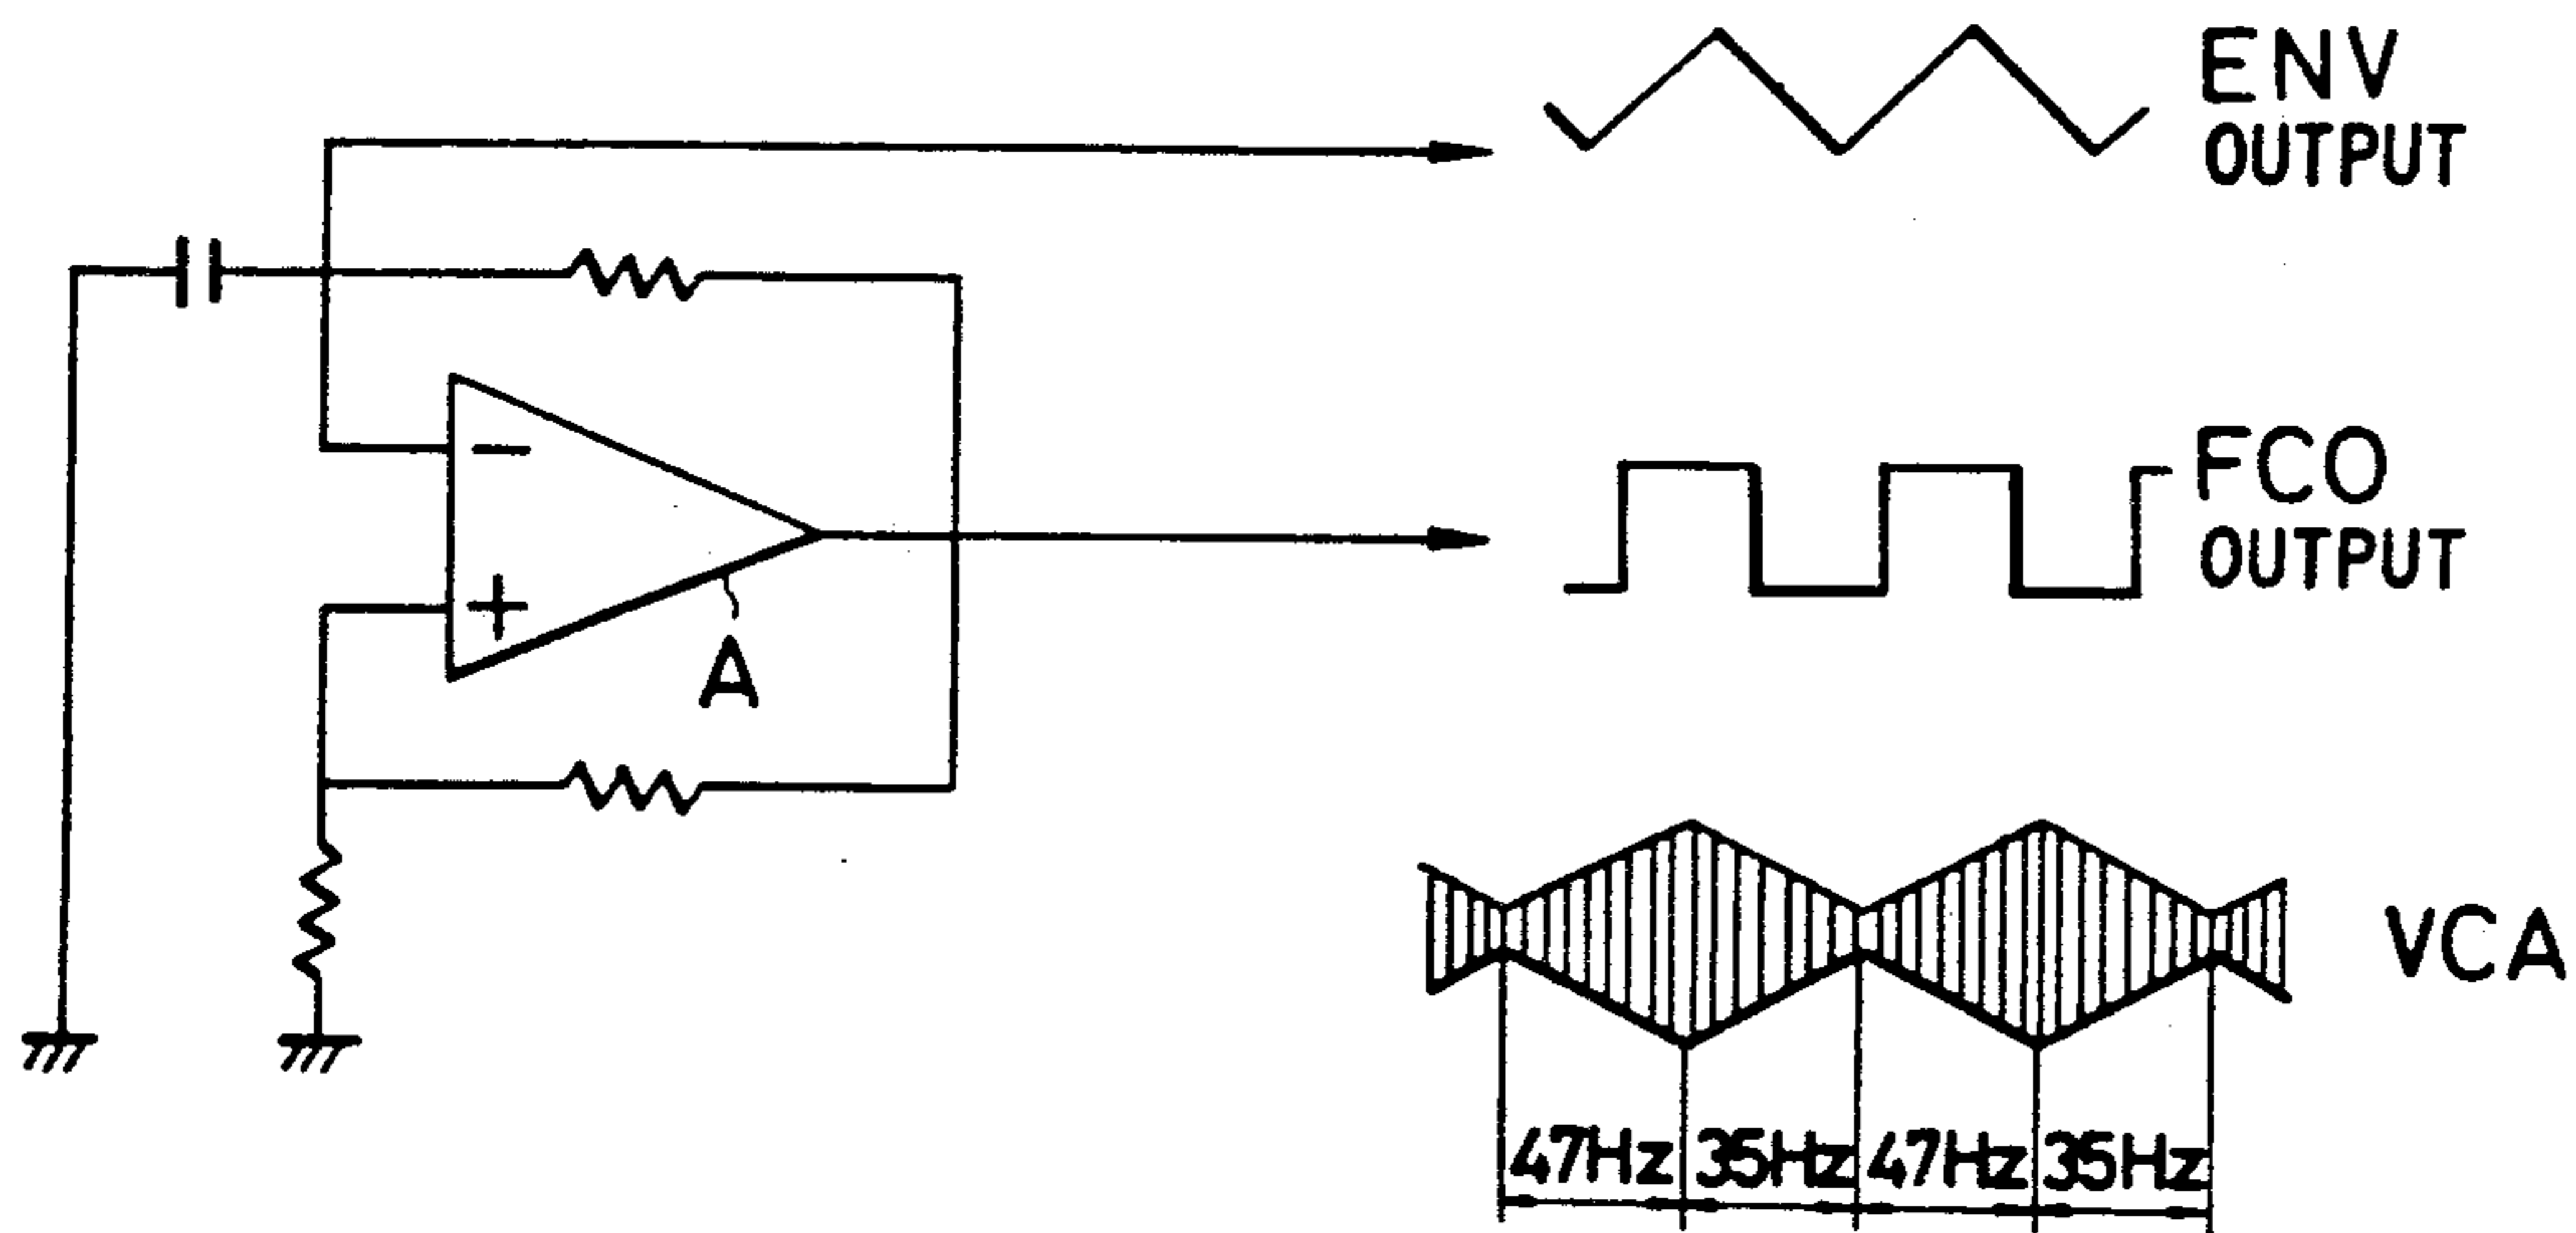 ENV
OUTPUT
−
FCO
OUTPUT
+
A
VCA
47Hz 35Hz 47Hz 35Hz